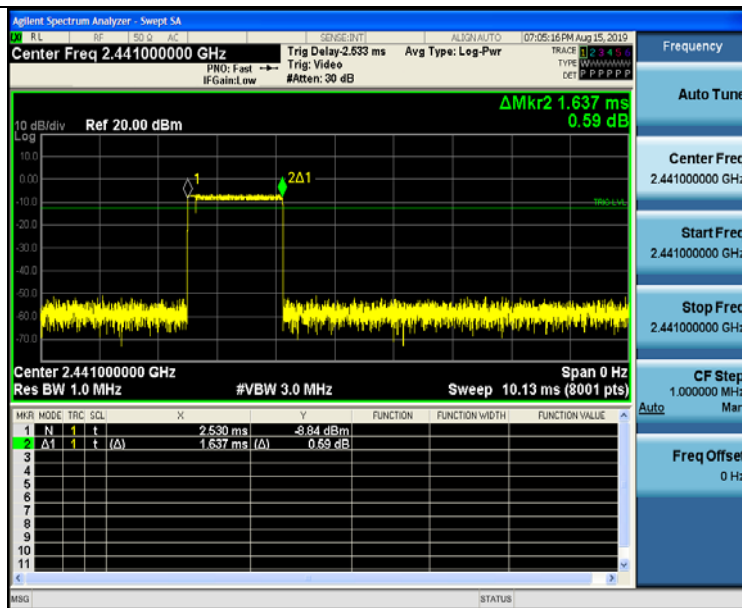 Agilent Spectrum Analyzer - Swept SA
LXI RL RF 50 Ω AC SENSE:INT ALIGN AUTO 07:05:16 PM Aug 15, 2019
Center Freq 2.441000000 GHz
PNO: Fast
IFGain:Low
Trig Delay-2.533 ms
Trig: Video
#Atten: 30 dB
Avg Type: Log-Pwr
TRACE 1 2 3 4 5 6
TYPE WWWWWW
DET P P P P P P
ΔMkr2 1.637 ms
0.59 dB
10 dB/div Ref 20.00 dBm
Log
10.0
0.00
-10.0
-20.0
-30.0
-40.0
-50.0
-60.0
-70.0
1
2Δ1
TRIG LVL
Center 2.441000000 GHz Span 0 Hz
Res BW 1.0 MHz #VBW 3.0 MHz Sweep 10.13 ms (8001 pts)
MKR MODE TRC SCL X Y FUNCTION FUNCTION WIDTH FUNCTION VALUE
1 N 1 t 2.530 ms -8.84 dBm
2 Δ1 1 t (Δ) 1.637 ms (Δ) 0.59 dB
3
4
5
6
7
8
9
10
11
MSG STATUS
Frequency
Auto Tune
Center Freq
2.441000000 GHz
Start Freq
2.441000000 GHz
Stop Freq
2.441000000 GHz
CF Step
1.000000 MHz
Auto Man
Freq Offset
0 Hz